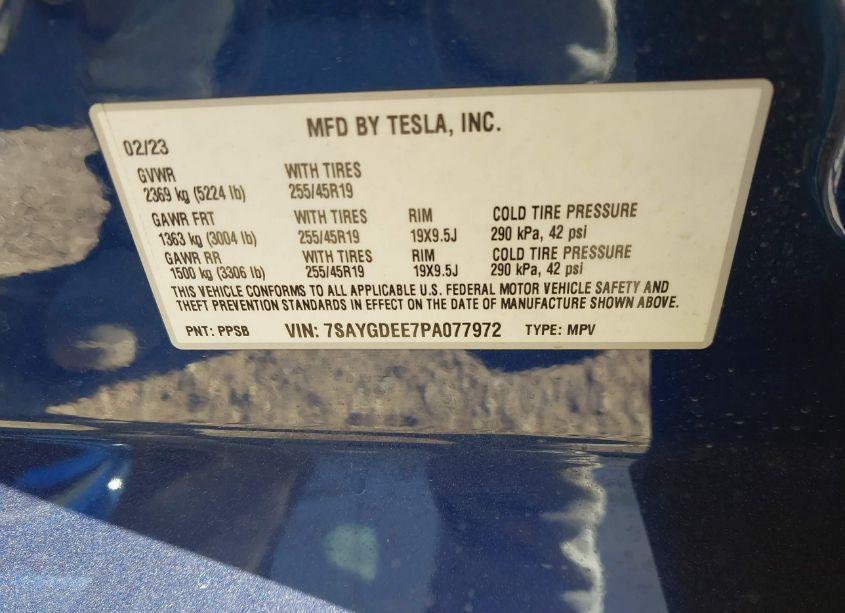 MFD BY TESLA, INC.
02/23
GVWR WITH TIRES
2369 kg (5224 lb) 255/45R19
GAWR FRT WITH TIRES RIM COLD TIRE PRESSURE
1363 kg (3004 lb) 255/45R19 19X9.5J 290 kPa, 42 psi
GAWR RR WITH TIRES RIM COLD TIRE PRESSURE
1500 kg (3306 lb) 255/45R19 19X9.5J 290 kPa, 42 psi
THIS VEHICLE CONFORMS TO ALL APPLICABLE U.S. FEDERAL MOTOR VEHICLE SAFETY AND
THEFT PREVENTION STANDARDS IN EFFECT ON THE DATE OF MANUFACTURE SHOWN ABOVE.
PNT: PPSB VIN: 7SAYGDEE7PA077972 TYPE: MPV